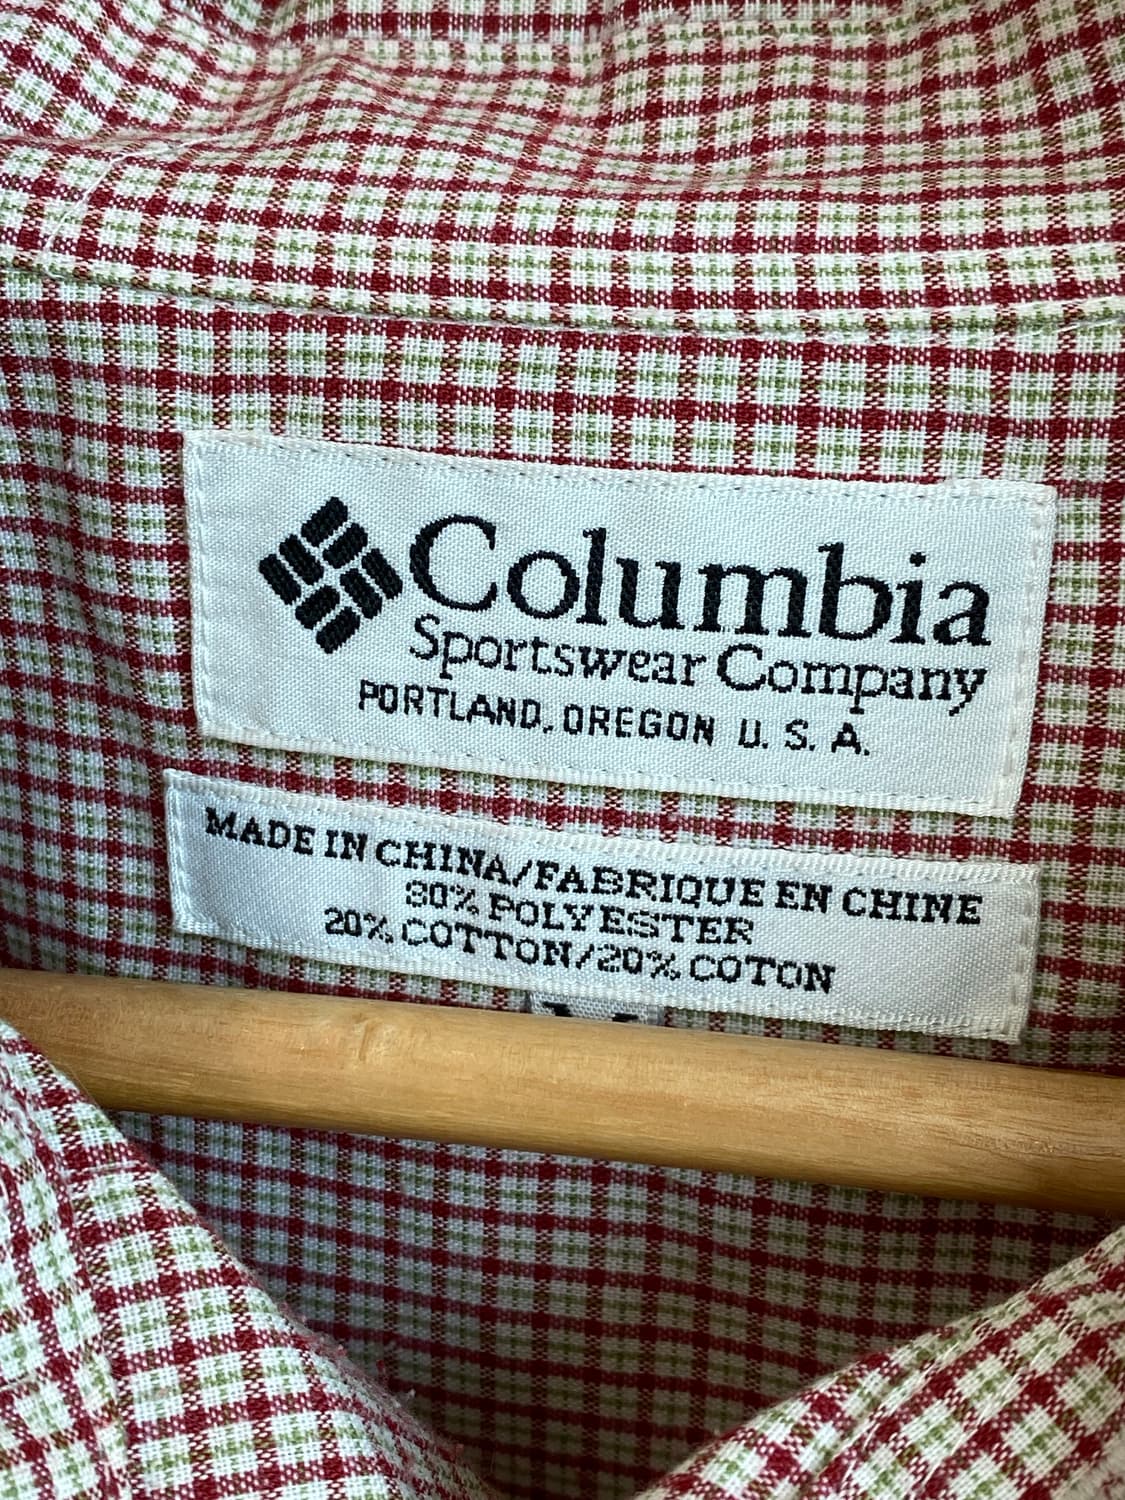 Columbia
Sportswear Company
PORTLAND, OREGON U. S. A.
MADE IN CHINA/FABRIQUE EN CHINE
80% POLYESTER
20% COTTON/20% COTON